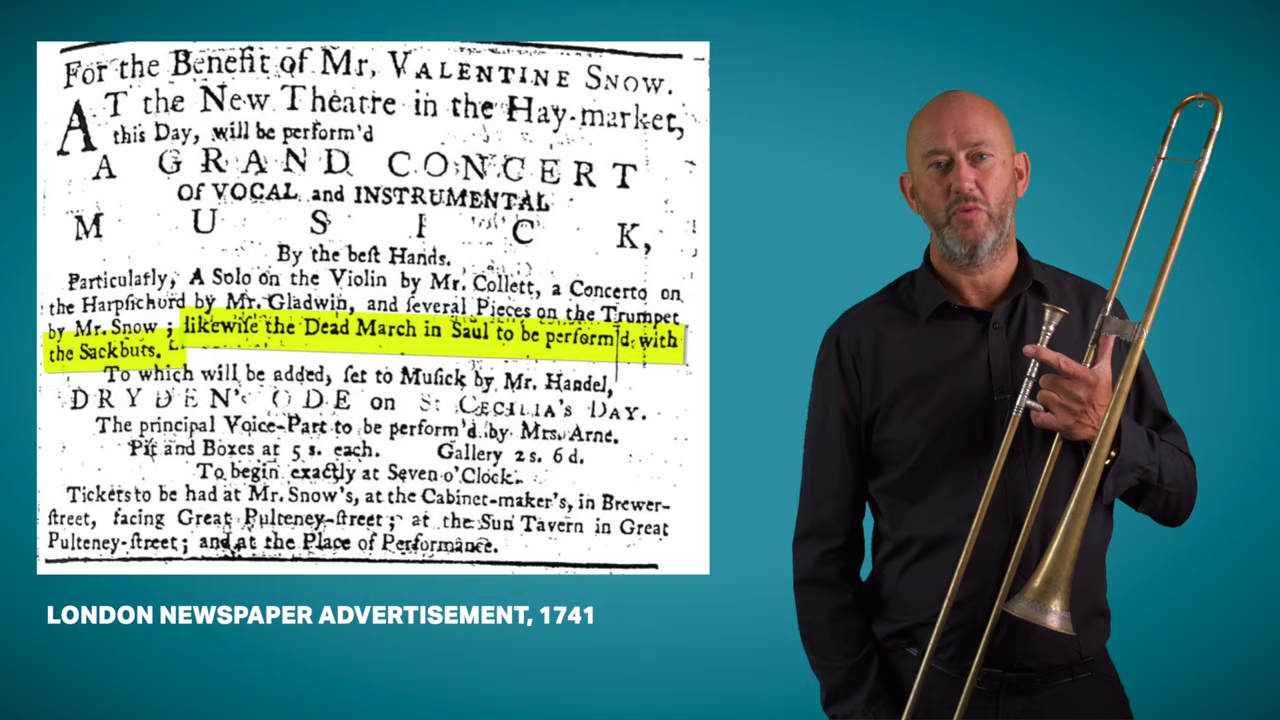 For the Benefit of Mr. VALENTINE SNOW.
AT the New Theatre in the Hay-market,
this Day, will be perform'd
A GRAND CONCERT
OF VOCAL and INSTRUMENTAL
MUSICK,
By the beſt Hands.
Particularly, A Solo on the Violin by Mr. Collett, a Concerto on
the Harpſichord by Mr. Gladwin, and ſeveral Pieces on the Trumpet
by Mr. Snow; likewiſe the Dead March in Saul to be perform'd with
the Sackbuts.
To which will be added, ſet to Muſick by Mr. Handel,
DRYDEN's ODE on St CECILIA's DAY.
The principal Voice-Part to be perform'd by Mrs. Arne.
Pit and Boxes at 5 s. each. Gallery 2 s. 6 d.
To begin exactly at Seven o'Clock.
Tickets to be had at Mr. Snow's, at the Cabinet-maker's, in Brewer-
ſtreet, facing Great Pulteney-ſtreet; at the Sun Tavern in Great
Pulteney-ſtreet; and at the Place of Performance.
LONDON NEWSPAPER ADVERTISEMENT, 1741